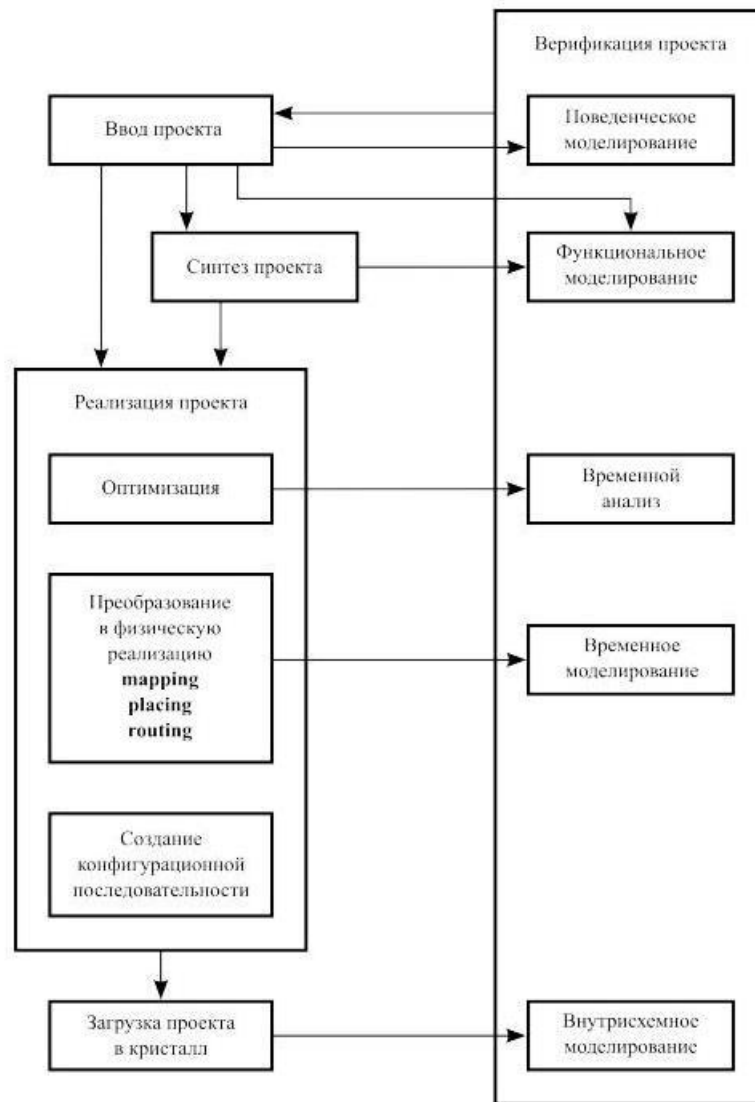 Верификация проекта
Ввод проекта
Поведенческое
моделирование
Синтез проекта
Функциональное
моделирование
Реализация проекта
Оптимизация
Временной
анализ
Преобразование
в физическую
реализацию
mapping
placing
routing
Временное
моделирование
Создание
конфигурационной
последовательности
Загрузка проекта
в кристалл
Внутрисхемное
моделирование